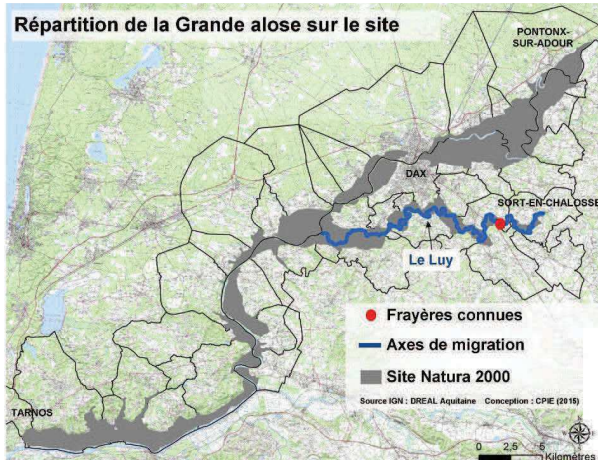 Répartition de la Grande alose sur le site
PONTONX-
SUR-ADOUR
DAX
SORT-EN-CHALOSSE
Le Luy
Frayères connues
Axes de migration
Site Natura 2000
Source IGN : DREAL Aquitaine Conception : CPIE (2015)
TARNOS
0 2,5 5
Kilomètres